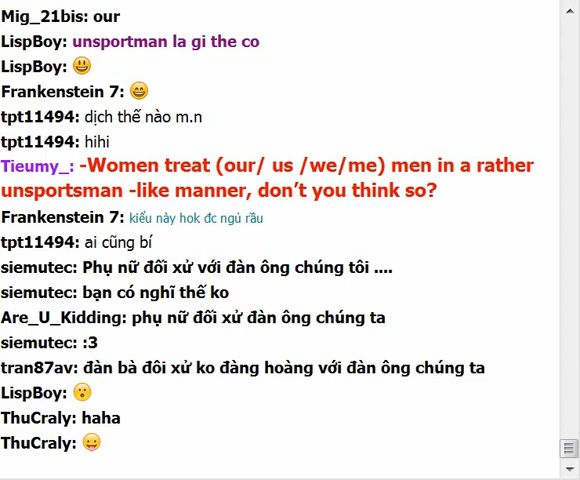 Mig_21bis: our
LispBoy: unsportman la gi the co
LispBoy: 😃
Frankenstein 7: 😄
tpt11494: dịch thế nào m.n
tpt11494: hihi
Tieumy_: -Women treat (our/ us /we/me) men in a rather
unsportsman -like manner, don’t you think so?
Frankenstein 7: kiểu này hok đc ngủ rầu
tpt11494: ai cũng bí
siemutec: Phụ nữ đối xử với đàn ông chúng tôi ....
siemutec: bạn có nghĩ thế ko
Are_U_Kidding: phụ nữ đối xử đàn ông chúng ta
siemutec: :3
tran87av: đàn bà đôi xử ko đàng hoàng với đàn ông chúng ta
LispBoy: 😮
ThuCraly: haha
ThuCraly: 😛